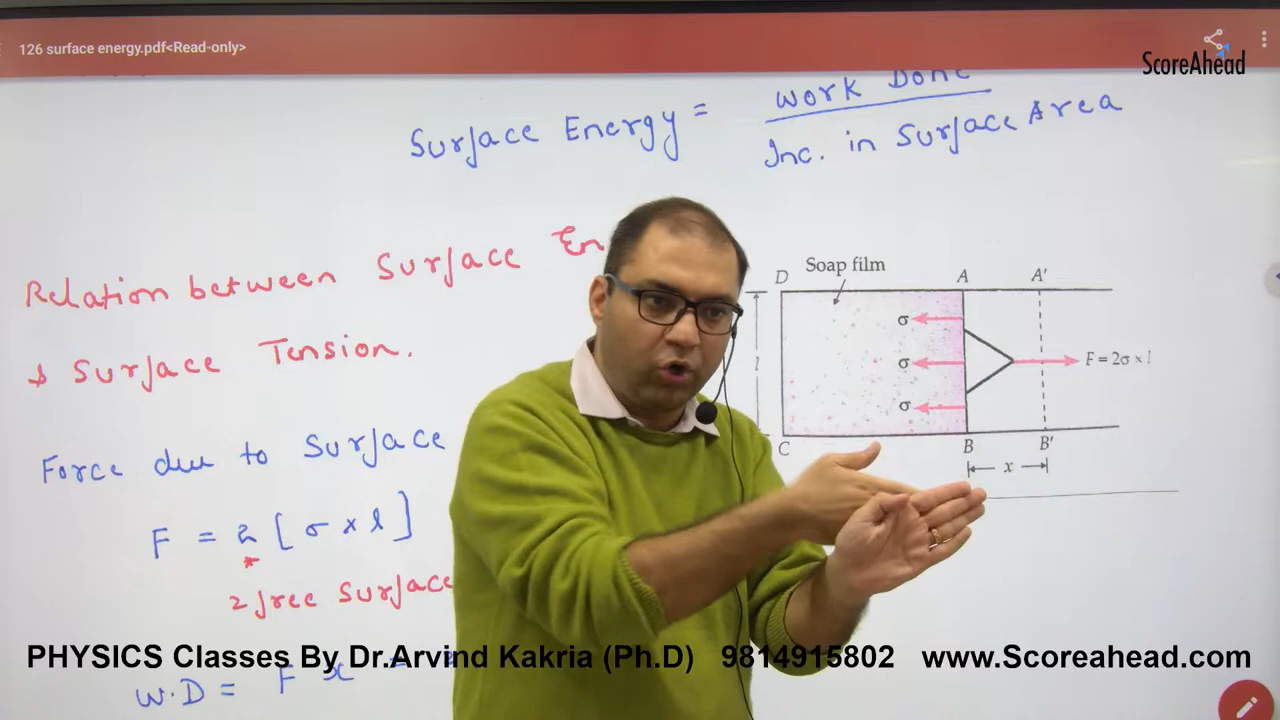 126 surface energy.pdf<Read-only>
ScoreAhead
Surface Energy = Work Done
Inc. in Surface Area
Relation between Surface En
& Surface Tension.
D Soap film A A'
σ
σ
l
F = 2σ × l
σ
C B B'
x
Force due to Surface
F = 2 [ σ × l ]
*
2 free Surface
PHYSICS Classes By Dr.Arvind Kakria (Ph.D) 9814915802 www.Scoreahead.com
W.D = F x =